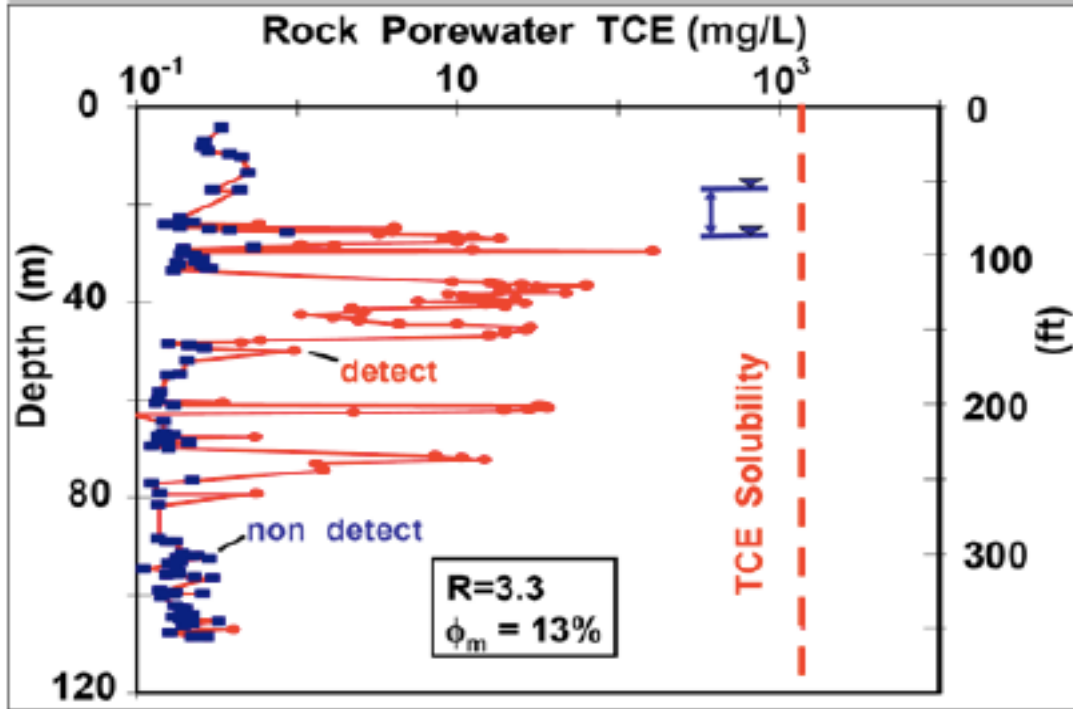 Rock Porewater TCE (mg/L)
10⁻¹ 10 10³
0 0
100
40
detect
200
80
non detect
300
R=3.3
ϕₘ = 13%
120
Depth (m)
(ft)
TCE Solubility